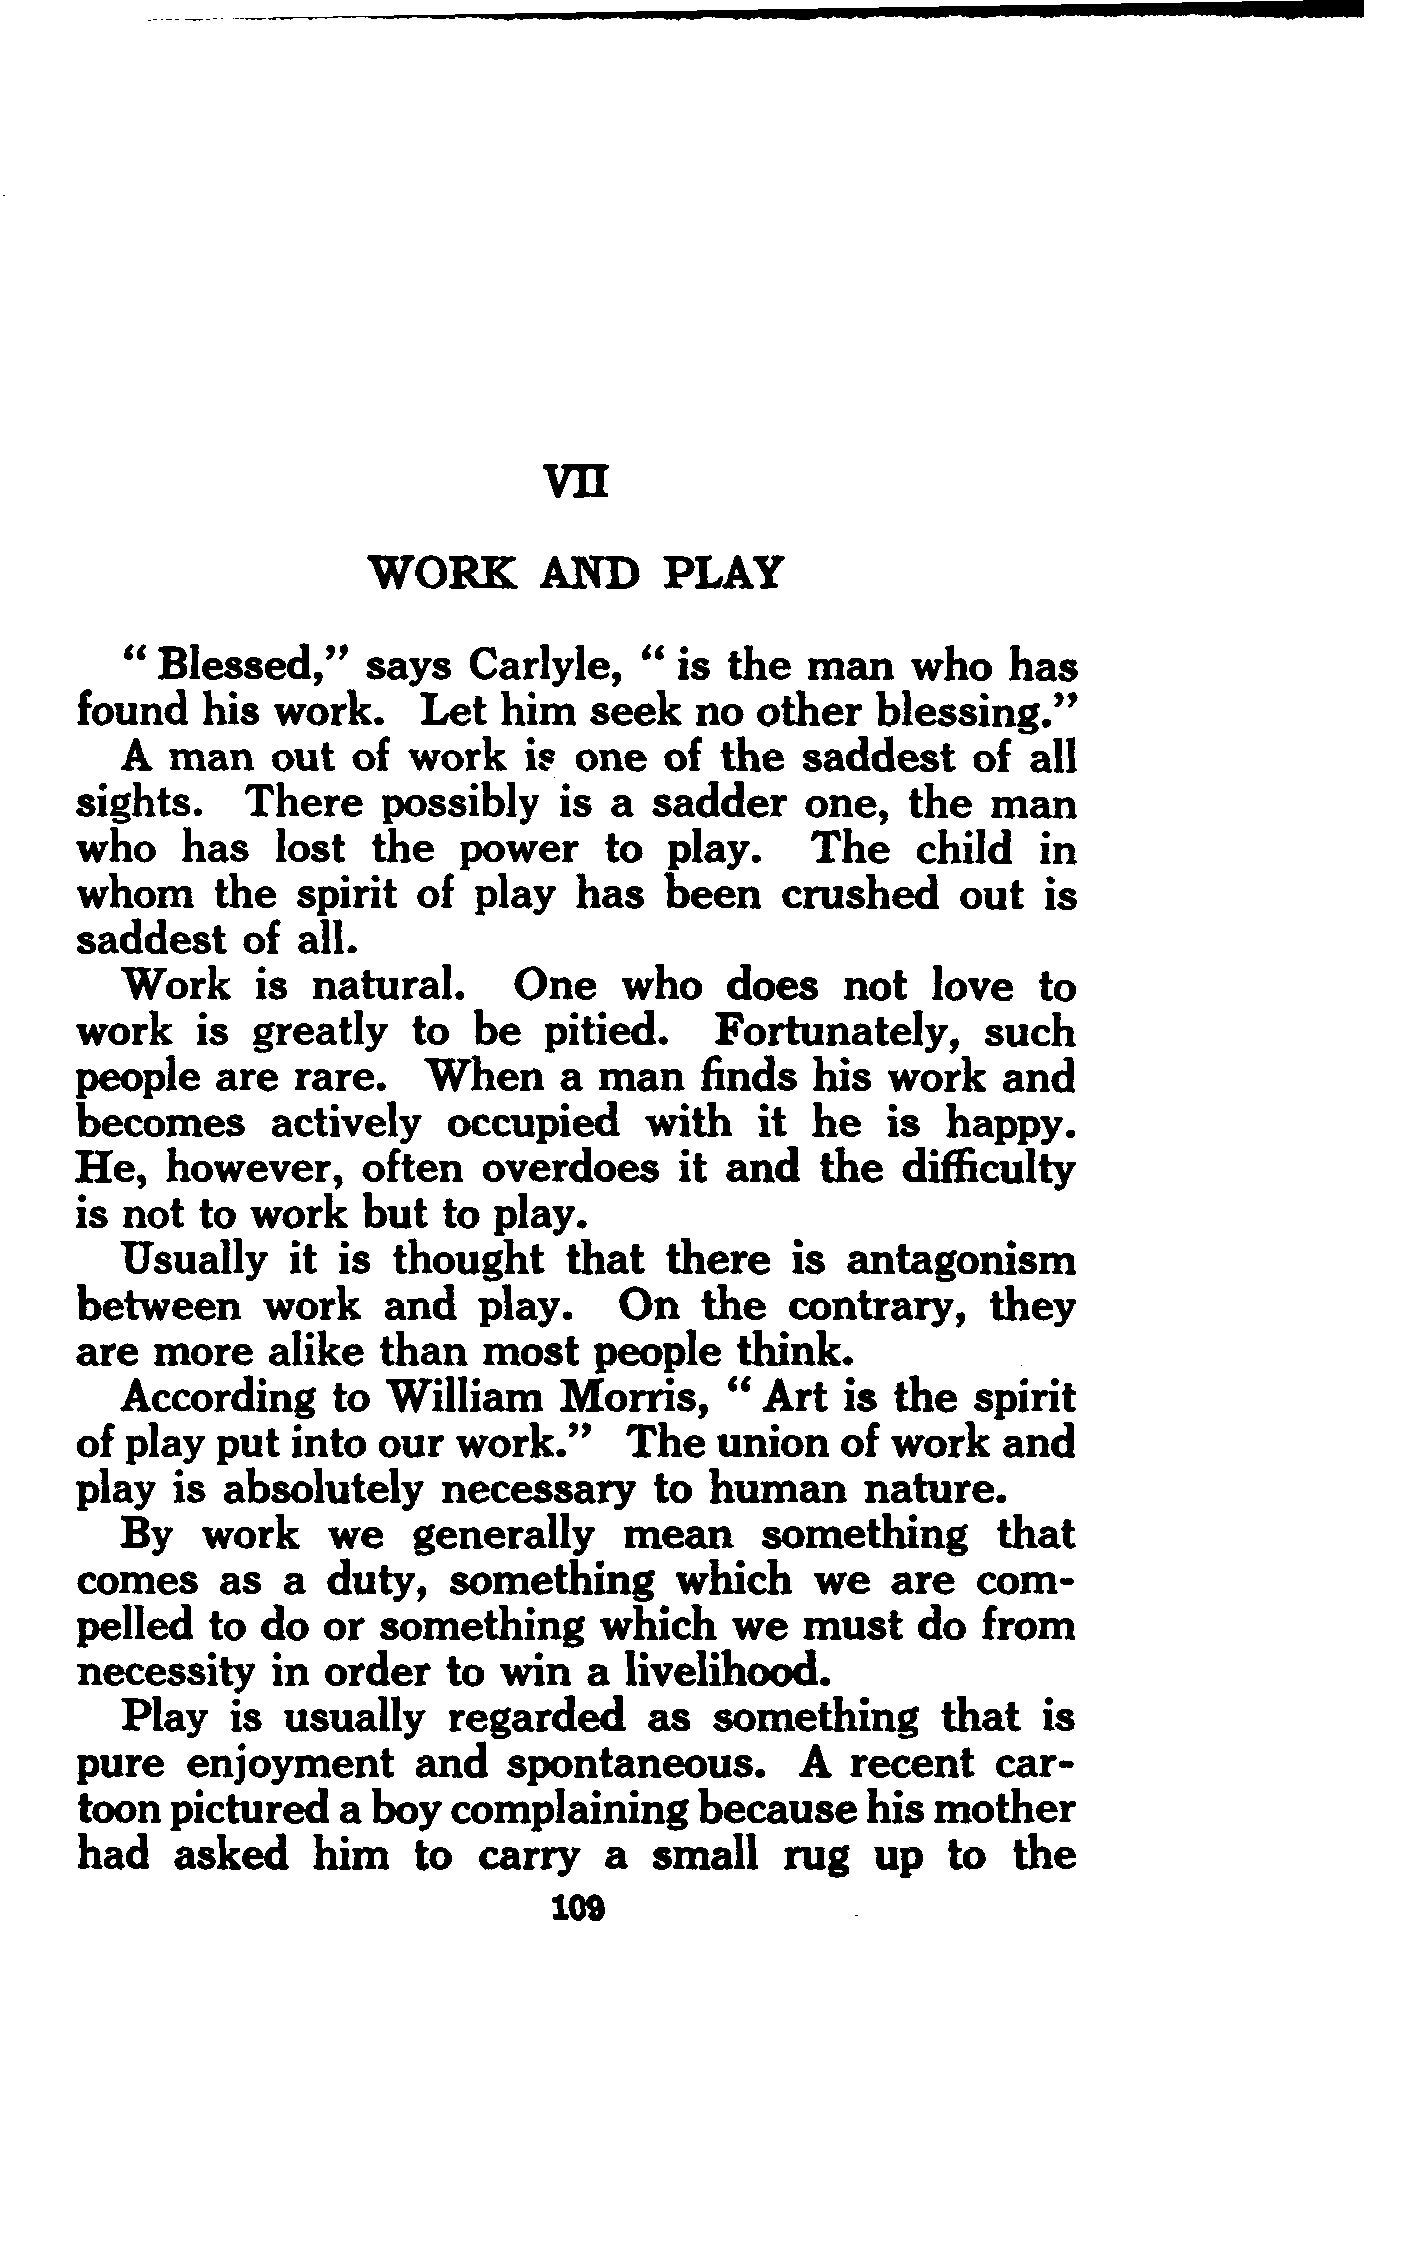 VII
WORK AND PLAY
“ Blessed,” says Carlyle, “ is the man who has
found his work. Let him seek no other blessing.”
A man out of work is one of the saddest of all
sights. There possibly is a sadder one, the man
who has lost the power to play. The child in
whom the spirit of play has been crushed out is
saddest of all.
Work is natural. One who does not love to
work is greatly to be pitied. Fortunately, such
people are rare. When a man finds his work and
becomes actively occupied with it he is happy.
He, however, often overdoes it and the difficulty
is not to work but to play.
Usually it is thought that there is antagonism
between work and play. On the contrary, they
are more alike than most people think.
According to William Morris, “ Art is the spirit
of play put into our work.” The union of work and
play is absolutely necessary to human nature.
By work we generally mean something that
comes as a duty, something which we are com-
pelled to do or something which we must do from
necessity in order to win a livelihood.
Play is usually regarded as something that is
pure enjoyment and spontaneous. A recent car-
toon pictured a boy complaining because his mother
had asked him to carry a small rug up to the
109